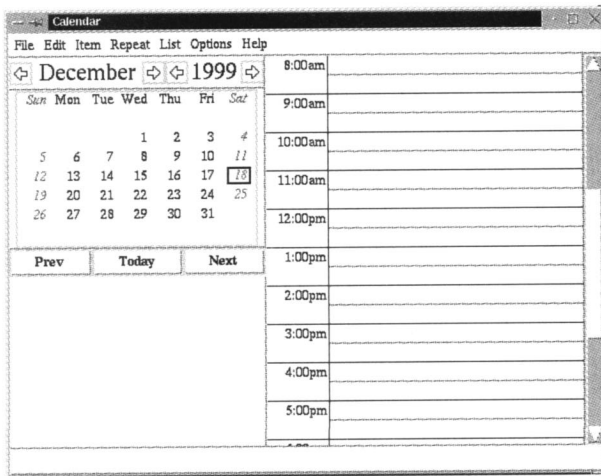 Calendar
File Edit Item Repeat List Options Help
December 1999
Sun Mon Tue Wed Thu Fri Sat
1 2 3 4
5 6 7 8 9 10 11
12 13 14 15 16 17 18
19 20 21 22 23 24 25
26 27 28 29 30 31
Prev Today Next
8:00am
9:00am
10:00am
11:00am
12:00pm
1:00pm
2:00pm
3:00pm
4:00pm
5:00pm